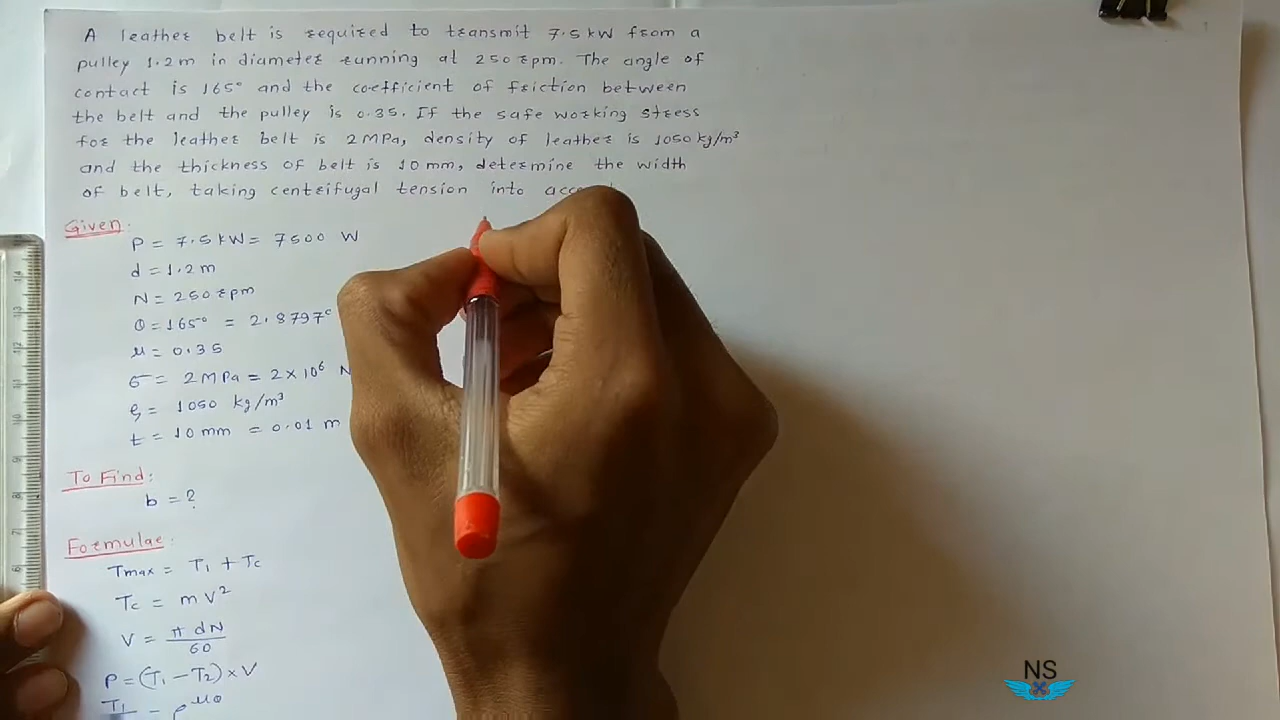 A leather belt is required to transmit 7.5 kW from a
pulley 1.2 m in diameter running at 250 rpm. The angle of
contact is 165° and the coefficient of friction between
the belt and the pulley is 0.35. If the safe working stress
for the leather belt is 2 MPa, density of leather is 1050 kg/m³
and the thickness of belt is 10 mm, determine the width
of belt, taking centrifugal tension into
Given:
P = 7.5 kW = 7500 W
d = 1.2 m
N = 250 rpm
θ = 165° = 2.8797ᶜ
μ = 0.35
σ = 2 MPa = 2 × 10⁶ N
ρ = 1050 kg/m³
t = 10 mm = 0.01 m
To Find:
b = ?
Formulae:
Tmax = T₁ + Tc
Tc = mv²
V = πdN/60
P = (T₁ - T₂) × V
T₁ = e^μθ
NS